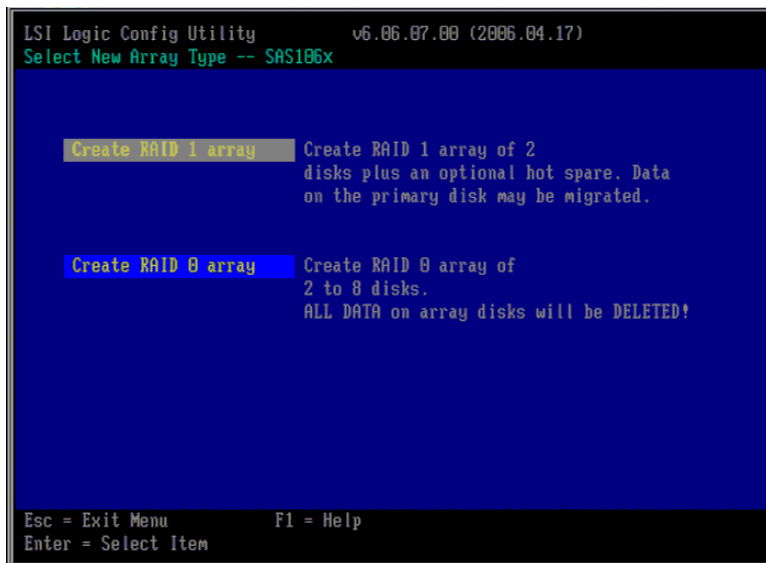 LSI Logic Config Utility v6.06.07.00 (2006.04.17)
Select New Array Type -- SAS106x
Create RAID 1 array Create RAID 1 array of 2
disks plus an optional hot spare. Data
on the primary disk may be migrated.
Create RAID 0 array Create RAID 0 array of
2 to 8 disks.
ALL DATA on array disks will be DELETED!
Esc = Exit Menu F1 = Help
Enter = Select Item